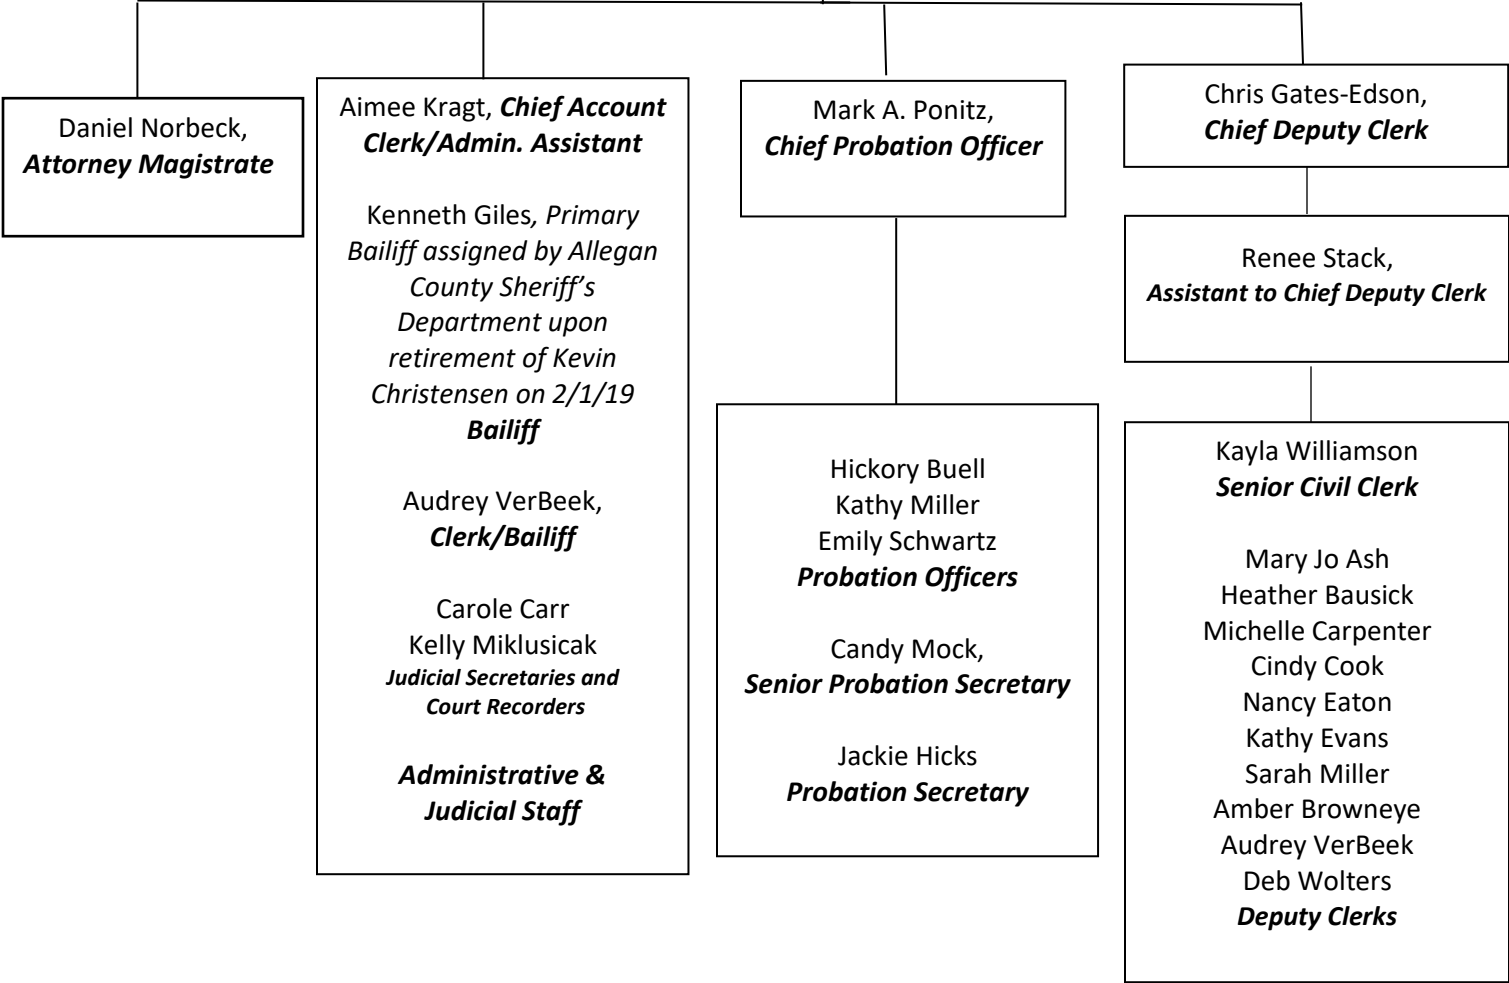 Daniel Norbeck,
Attorney Magistrate
Aimee Kragt, Chief Account
Clerk/Admin. Assistant
Kenneth Giles, Primary
Bailiff assigned by Allegan
County Sheriff’s
Department upon
retirement of Kevin
Christensen on 2/1/19
Bailiff
Audrey VerBeek,
Clerk/Bailiff
Carole Carr
Kelly Miklusicak
Judicial Secretaries and
Court Recorders
Administrative &
Judicial Staff
Mark A. Ponitz,
Chief Probation Officer
Hickory Buell
Kathy Miller
Emily Schwartz
Probation Officers
Candy Mock,
Senior Probation Secretary
Jackie Hicks
Probation Secretary
Chris Gates-Edson,
Chief Deputy Clerk
Renee Stack,
Assistant to Chief Deputy Clerk
Kayla Williamson
Senior Civil Clerk
Mary Jo Ash
Heather Bausick
Michelle Carpenter
Cindy Cook
Nancy Eaton
Kathy Evans
Sarah Miller
Amber Browneye
Audrey VerBeek
Deb Wolters
Deputy Clerks